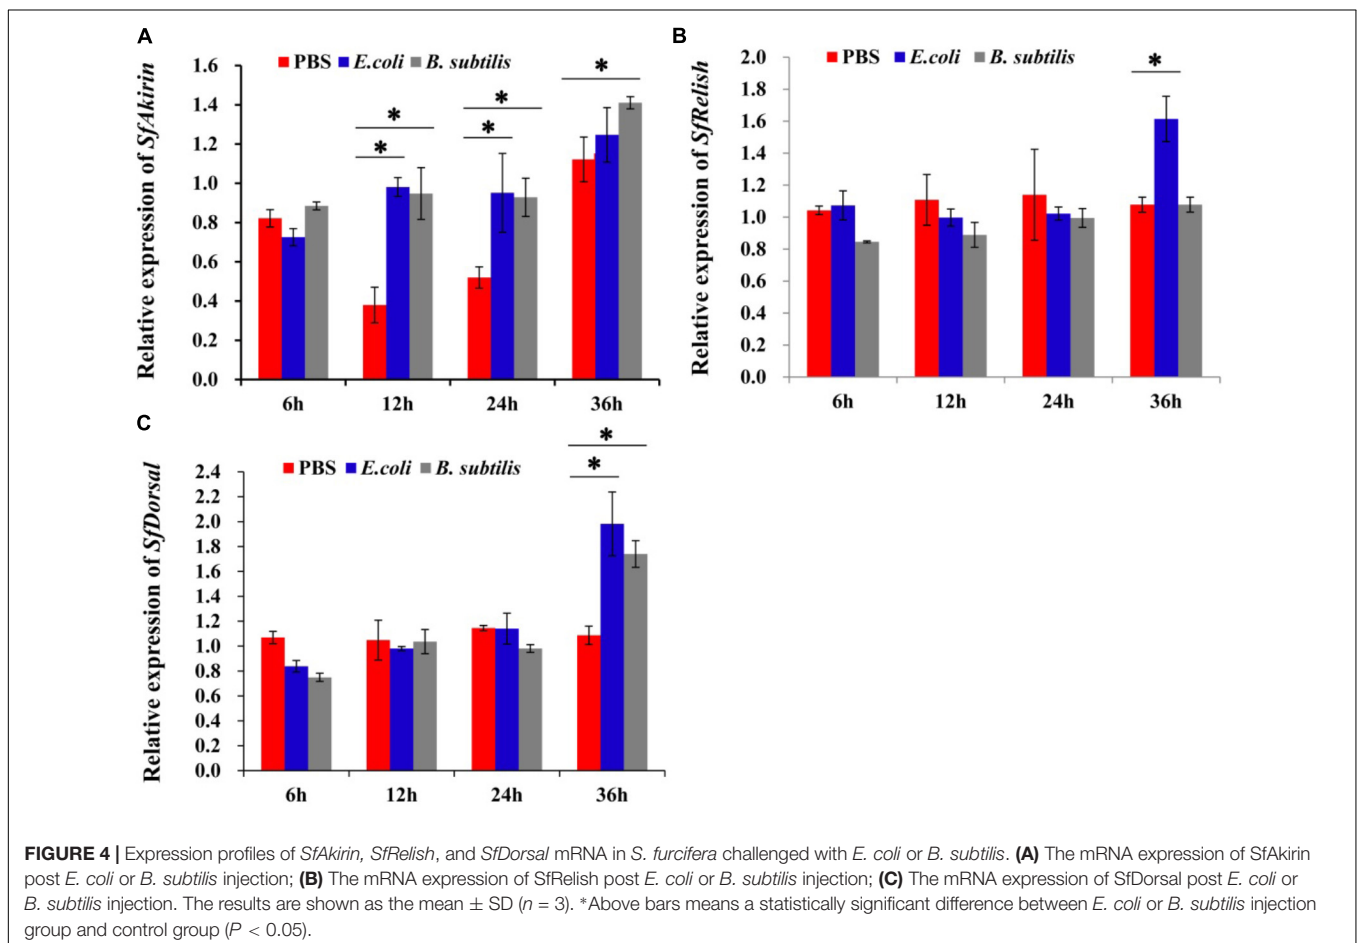 A
Relative expression of SfAkirin
PBS E.coli B. subtilis
1.6
1.4
1.2
1.0
0.8
0.6
0.4
0.2
0.0
* * * * *
6h 12h 24h 36h
B
Relative expression of SfRelish
PBS E.coli B. subtilis
2.0
1.8
1.6
1.4
1.2
1.0
0.8
0.6
0.4
0.2
0.0
*
6h 12h 24h 36h
C
Relative expression of SfDorsal
PBS E.coli B. subtilis
2.4
2.2
2.0
1.8
1.6
1.4
1.2
1.0
0.8
0.6
0.4
0.2
0.0
*
*
6h 12h 24h 36h
FIGURE 4 | Expression profiles of SfAkirin, SfRelish, and SfDorsal mRNA in S. furcifera challenged with E. coli or B. subtilis. (A) The mRNA expression of SfAkirin
post E. coli or B. subtilis injection; (B) The mRNA expression of SfRelish post E. coli or B. subtilis injection; (C) The mRNA expression of SfDorsal post E. coli or
B. subtilis injection. The results are shown as the mean ± SD (n = 3). *Above bars means a statistically significant difference between E. coli or B. subtilis injection
group and control group (P < 0.05).